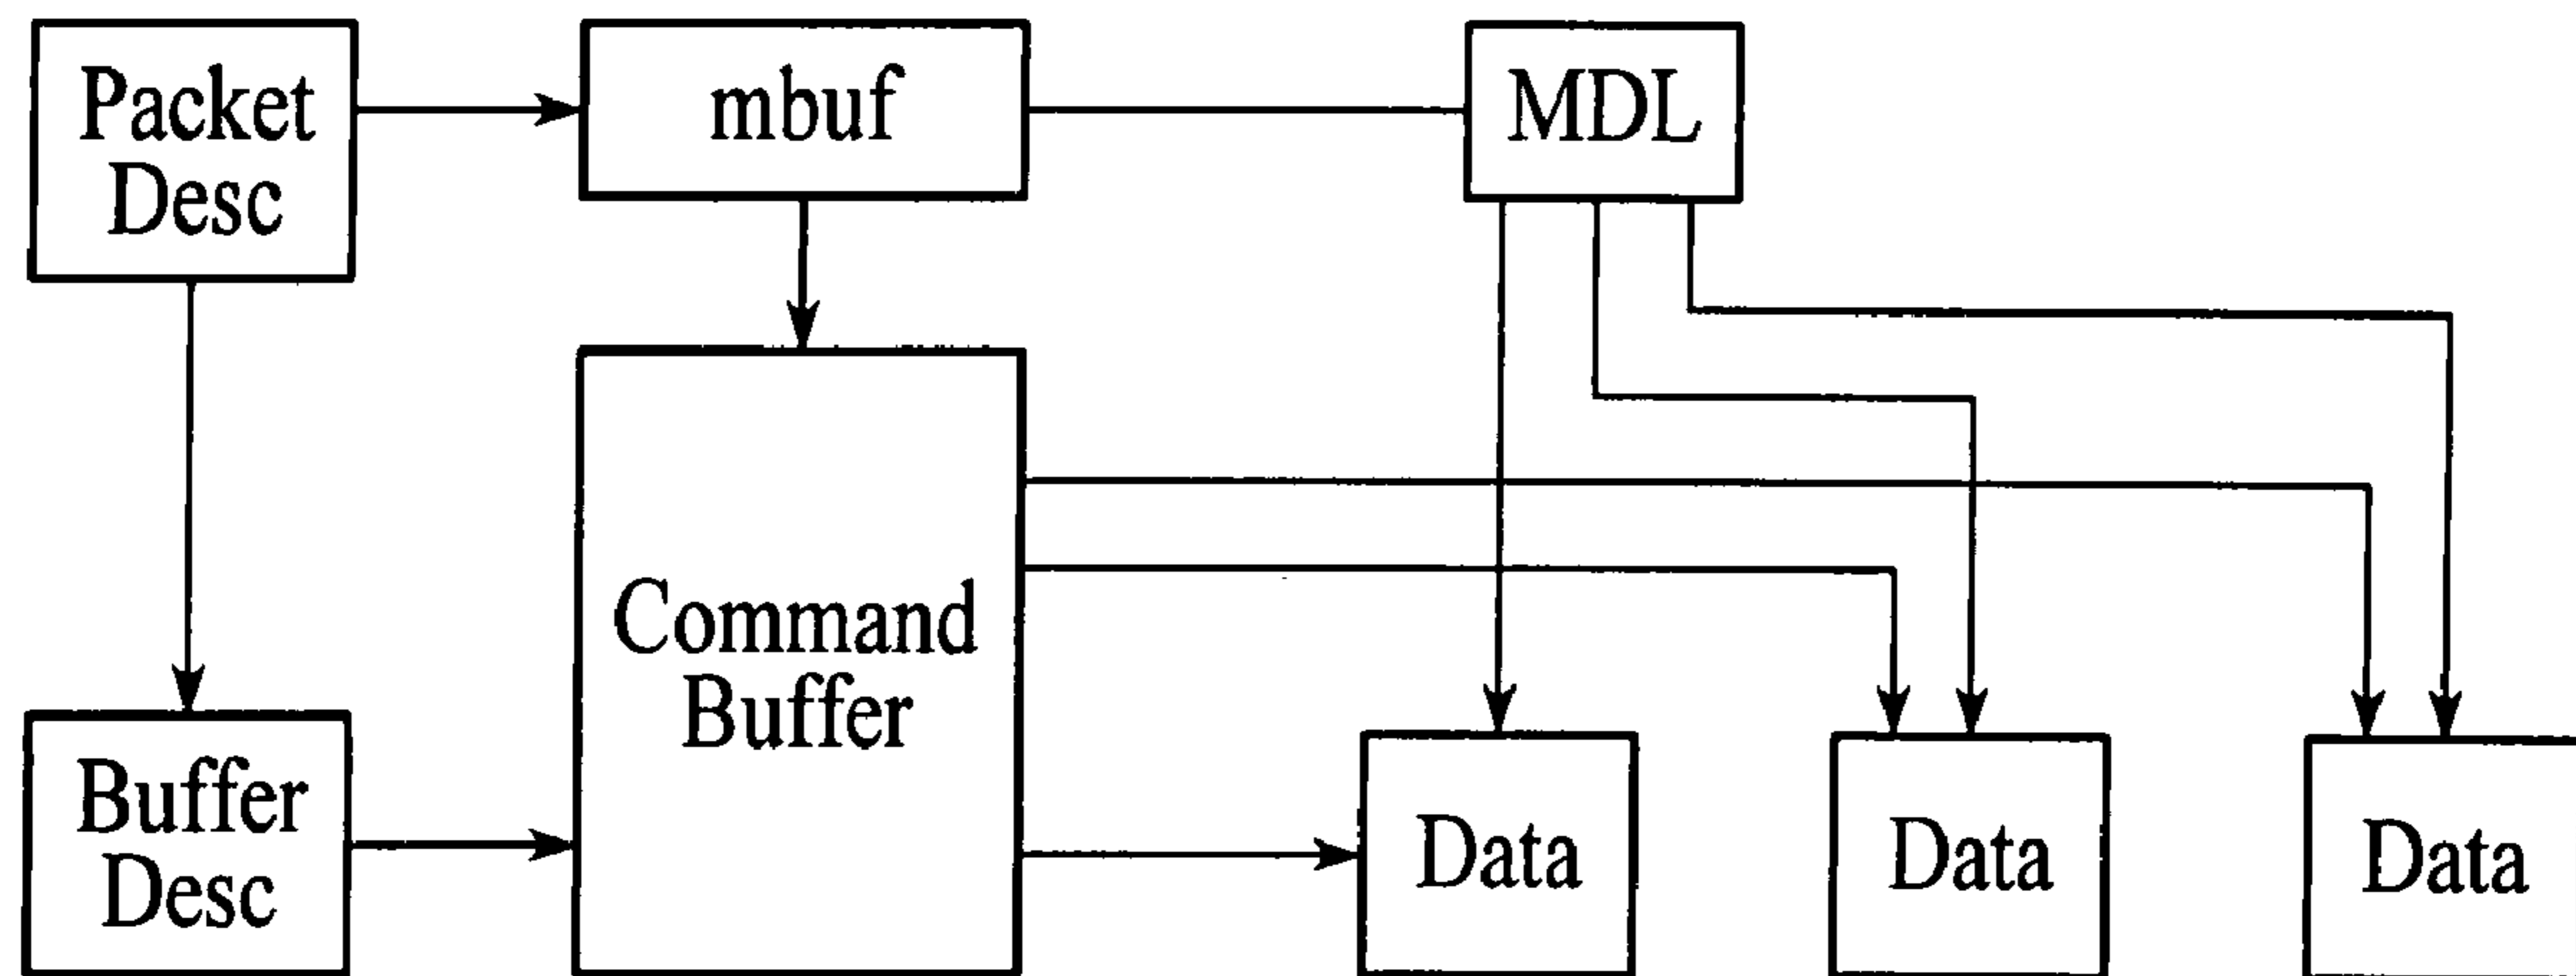 Packet
Desc
mbuf
MDL
Command
Buffer
Buffer
Desc
Data
Data
Data